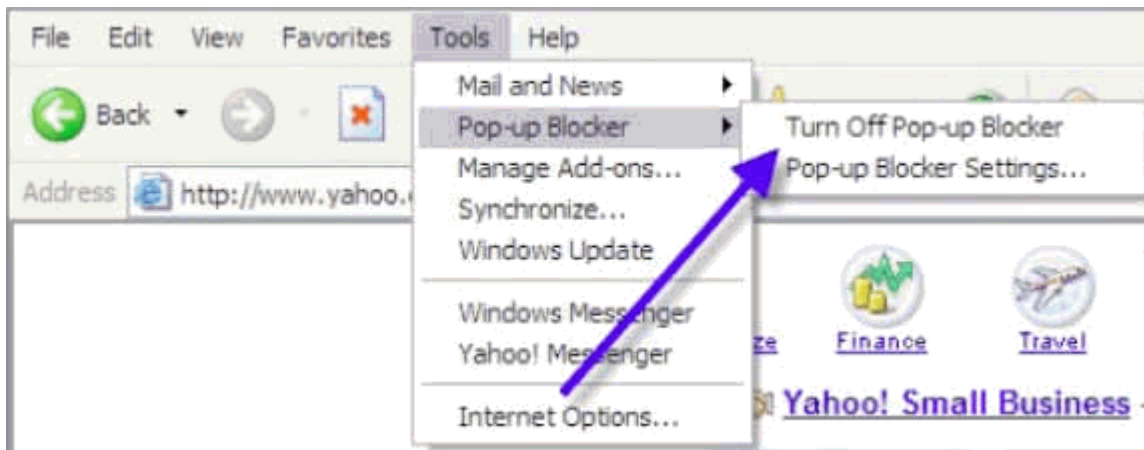 File Edit View Favorites Tools Help
Back
Address http://www.yahoo.
Mail and News
Pop-up Blocker
Manage Add-ons...
Synchronize...
Windows Update
Windows Messenger
Yahoo! Messenger
Internet Options...
Turn Off Pop-up Blocker
Pop-up Blocker Settings...
Finance Travel
Yahoo! Small Business